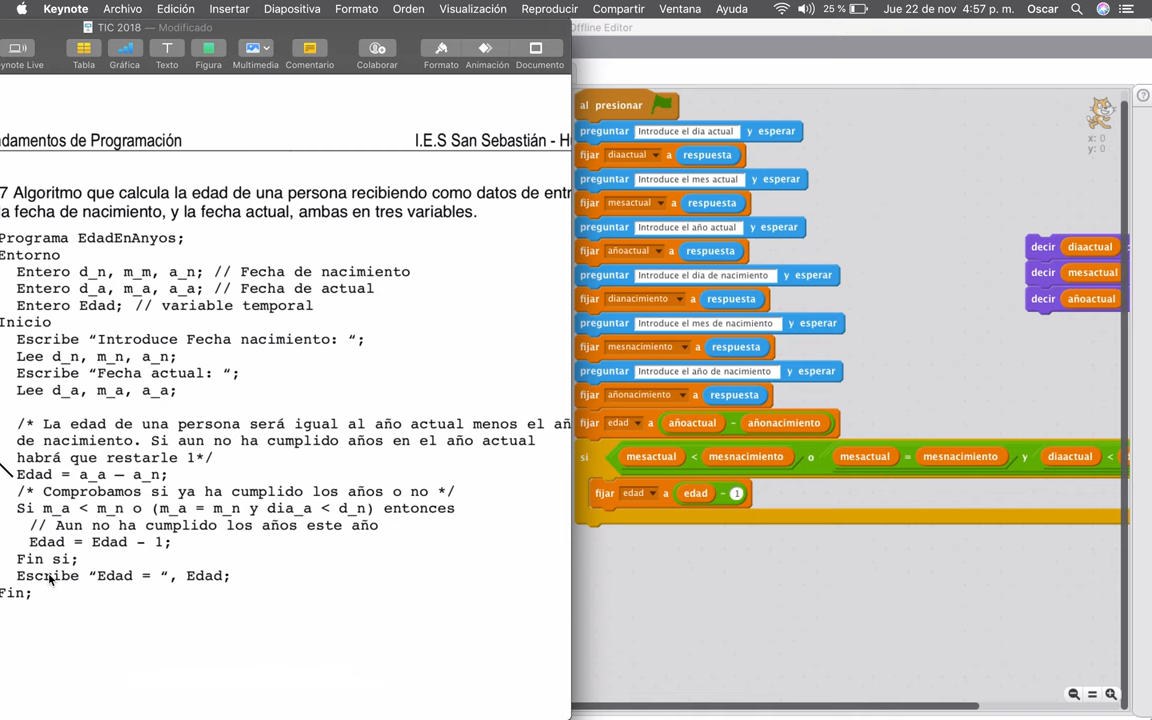 Keynote Archivo Edición Insertar Diapositiva Formato Orden Visualización Reproducir Compartir Ventana Ayuda 25 % Jue 22 de nov 4:57 p. m. Oscar
TIC 2018 — Modificado
Offline Editor
eynote Live Tabla Gráfica Texto Figura Multimedia Comentario Colaborar Formato Animación Documento
ndamentos de Programación I.E.S San Sebastián - H
7 Algoritmo que calcula la edad de una persona recibiendo como datos de entr
la fecha de nacimiento, y la fecha actual, ambas en tres variables.
Programa EdadEnAnyos;
Entorno
Entero d_n, m_m, a_n; // Fecha de nacimiento
Entero d_a, m_a, a_a; // Fecha de actual
Entero Edad; // variable temporal
Inicio
Escribe “Introduce Fecha nacimiento: “;
Lee d_n, m_n, a_n;
Escribe “Fecha actual: “;
Lee d_a, m_a, a_a;
/* La edad de una persona será igual al año actual menos el añ
de nacimiento. Si aun no ha cumplido años en el año actual
habrá que restarle 1*/
Edad = a_a – a_n;
/* Comprobamos si ya ha cumplido los años o no */
Si m_a < m_n o (m_a = m_n y dia_a < d_n) entonces
// Aun no ha cumplido los años este año
Edad = Edad - 1;
Fin si;
Escribe “Edad = “, Edad;
Fin;
al presionar
preguntar Introduce el dia actual y esperar
fijar diaactual a respuesta
preguntar Introduce el mes actual y esperar
fijar mesactual a respuesta
preguntar Introduce el año actual y esperar
fijar añoactual a respuesta
preguntar Introduce el dia de nacimiento y esperar
fijar dianacimiento a respuesta
preguntar Introduce el mes de nacimiento y esperar
fijar mesnacimiento a respuesta
preguntar Introduce el año de nacimiento y esperar
fijar añonacimiento a respuesta
fijar edad a añoactual - añonacimiento
si mesactual < mesnacimiento o mesactual = mesnacimiento y diaactual <
fijar edad a edad - 1
decir diaactual
decir mesactual
decir añoactual
x: 0
y: 0